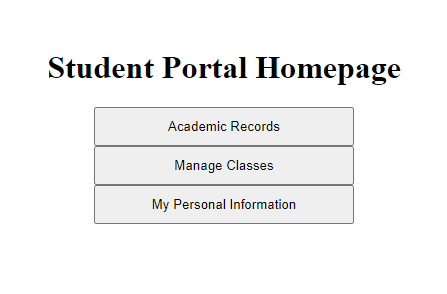 Student Portal Homepage
Academic Records
Manage Classes
My Personal Information